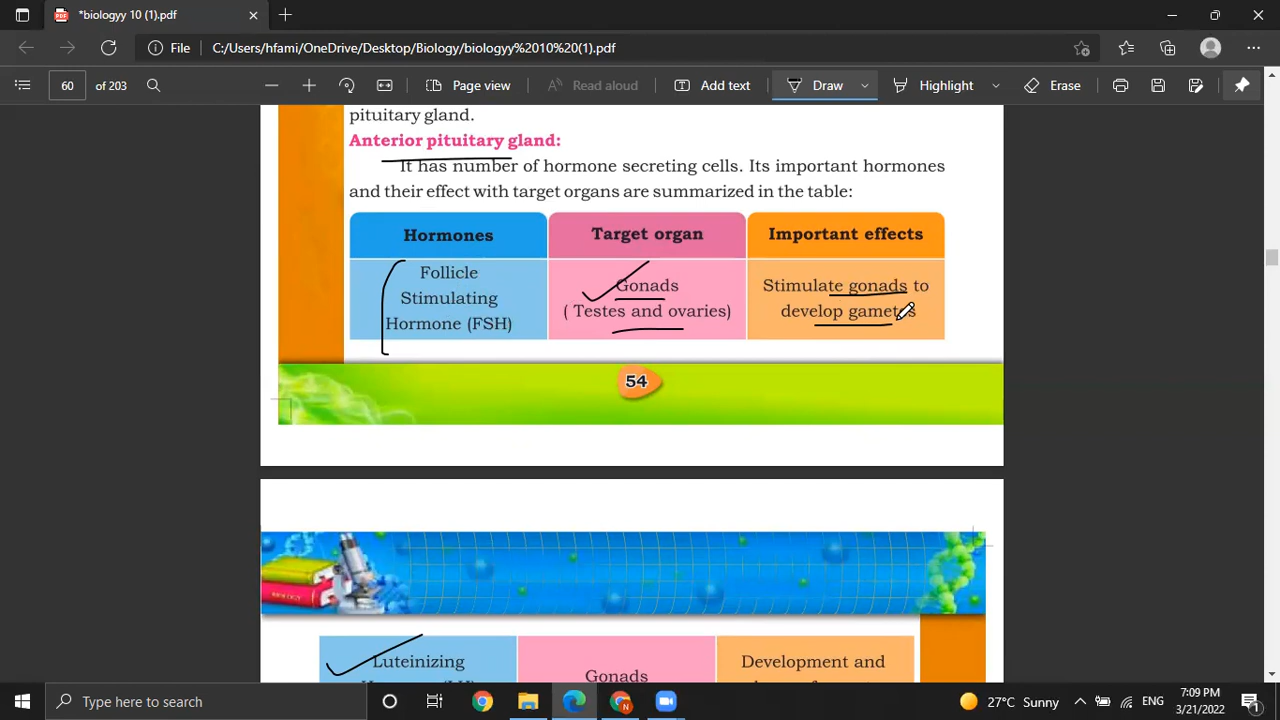 *biologyy 10 (1).pdf
File
C:/Users/hfami/OneDrive/Desktop/Biology/biologyy%2010%20(1).pdf
60 of 203
Page view
Read aloud
Add text
Draw
Highlight
Erase
pituitary gland.
Anterior pituitary gland:
It has number of hormone secreting cells. Its important hormones
and their effect with target organs are summarized in the table:
Hormones
Target organ
Important effects
Follicle
Stimulating
Hormone (FSH)
Gonads
( Testes and ovaries)
Stimulate gonads to
develop gametes
54
Luteinizing
Gonads
Development and
Type here to search
27°C Sunny
ENG
7:09 PM
3/21/2022